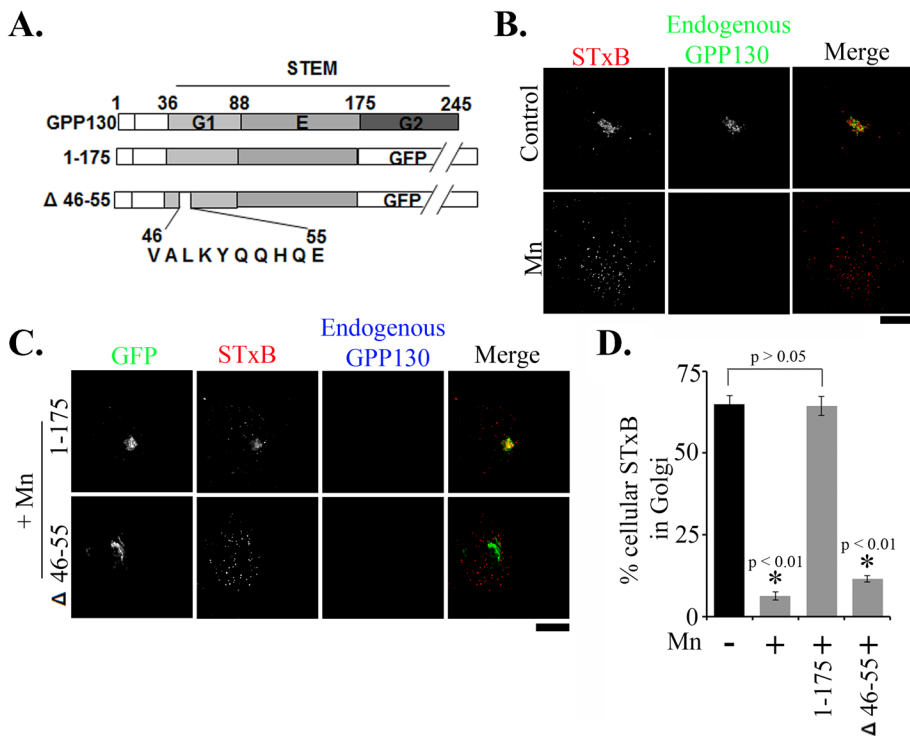 A.
STEM
1 36 88 175 245
GPP130 G1 E G2
1-175 GFP
Δ 46-55 GFP
46 55
V A L K Y Q Q H Q E
B.
STxB Endogenous GPP130 Merge
Control
Mn
C.
GFP STxB Endogenous GPP130 Merge
+ Mn
1-175
Δ 46-55
D.
% cellular STxB in Golgi
75
50
25
0
p > 0.05
p < 0.01
*
p < 0.01
*
Mn - + + +
1-175
Δ 46-55